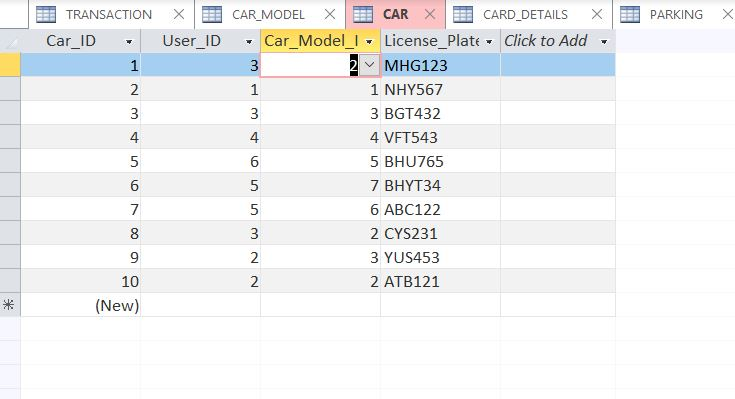 TRANSACTION CAR_MODEL CAR CARD_DETAILS PARKING
Car_ID User_ID Car_Model_I License_Plate Click to Add
1 3 2 MHG123
2 1 1 NHY567
3 3 3 BGT432
4 4 4 VFT543
5 6 5 BHU765
6 5 7 BHYT34
7 5 6 ABC122
8 3 2 CYS231
9 2 3 YUS453
10 2 2 ATB121
(New)